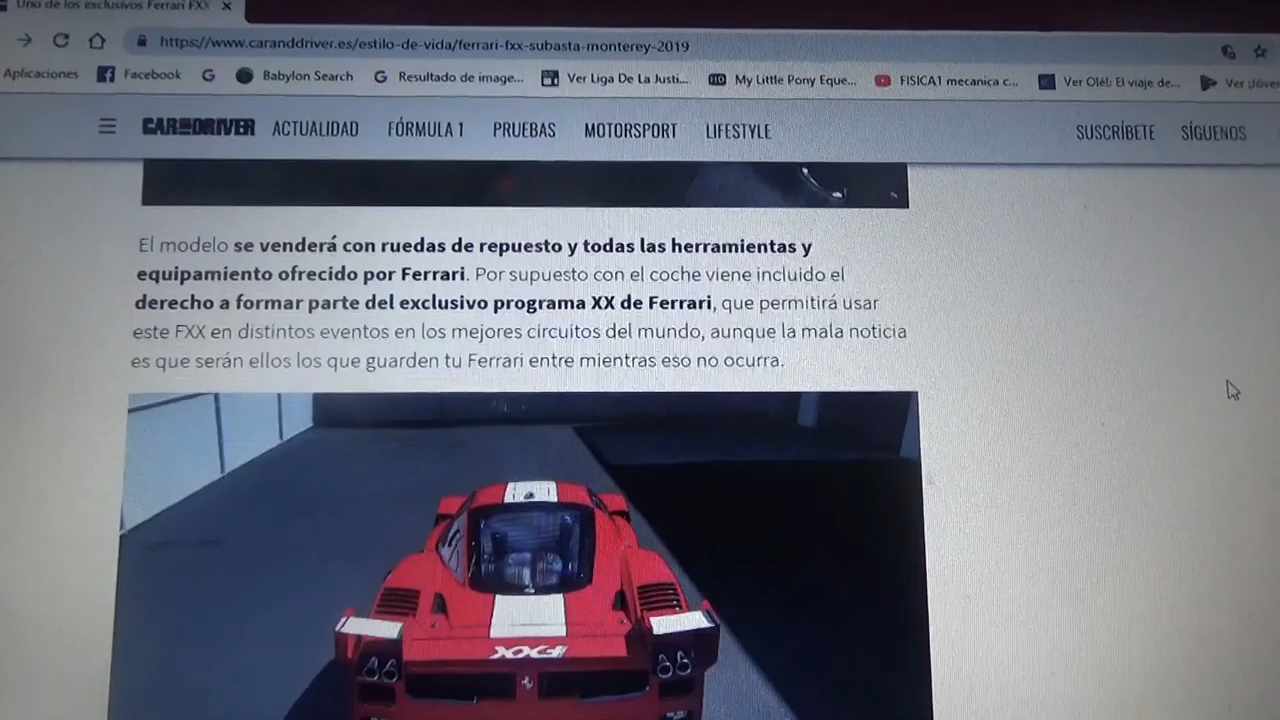 Uno de los exclusivos Ferrari FXX
https://www.caranddriver.es/estilo-de-vida/ferrari-fxx-subasta-monterey-2019
Aplicaciones Facebook Babylon Search Resultado de image... Ver Liga De La Justi... My Little Pony Eque... FISICA1 mecanica c... Ver Olé!: El viaje de... Ver Jóve
CAR AND DRIVER ACTUALIDAD FÓRMULA 1 PRUEBAS MOTORSPORT LIFESTYLE SUSCRÍBETE SÍGUENOS
El modelo se venderá con ruedas de repuesto y todas las herramientas y
equipamiento ofrecido por Ferrari. Por supuesto con el coche viene incluido el
derecho a formar parte del exclusivo programa XX de Ferrari, que permitirá usar
este FXX en distintos eventos en los mejores circuitos del mundo, aunque la mala noticia
es que serán ellos los que guarden tu Ferrari entre mientras eso no ocurra.
FXX